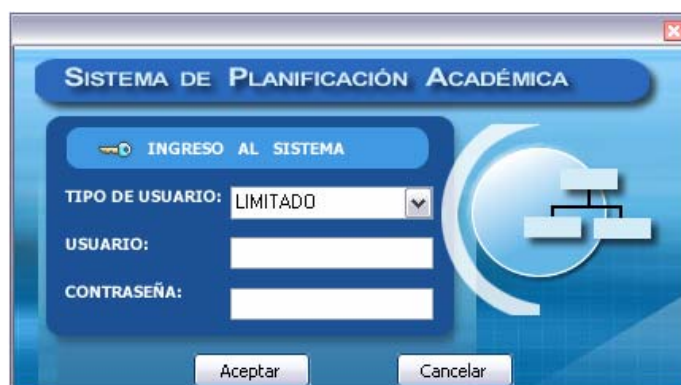 SISTEMA DE PLANIFICACIÓN ACADÉMICA
INGRESO AL SISTEMA
TIPO DE USUARIO: LIMITADO
USUARIO:
CONTRASEÑA:
Aceptar Cancelar